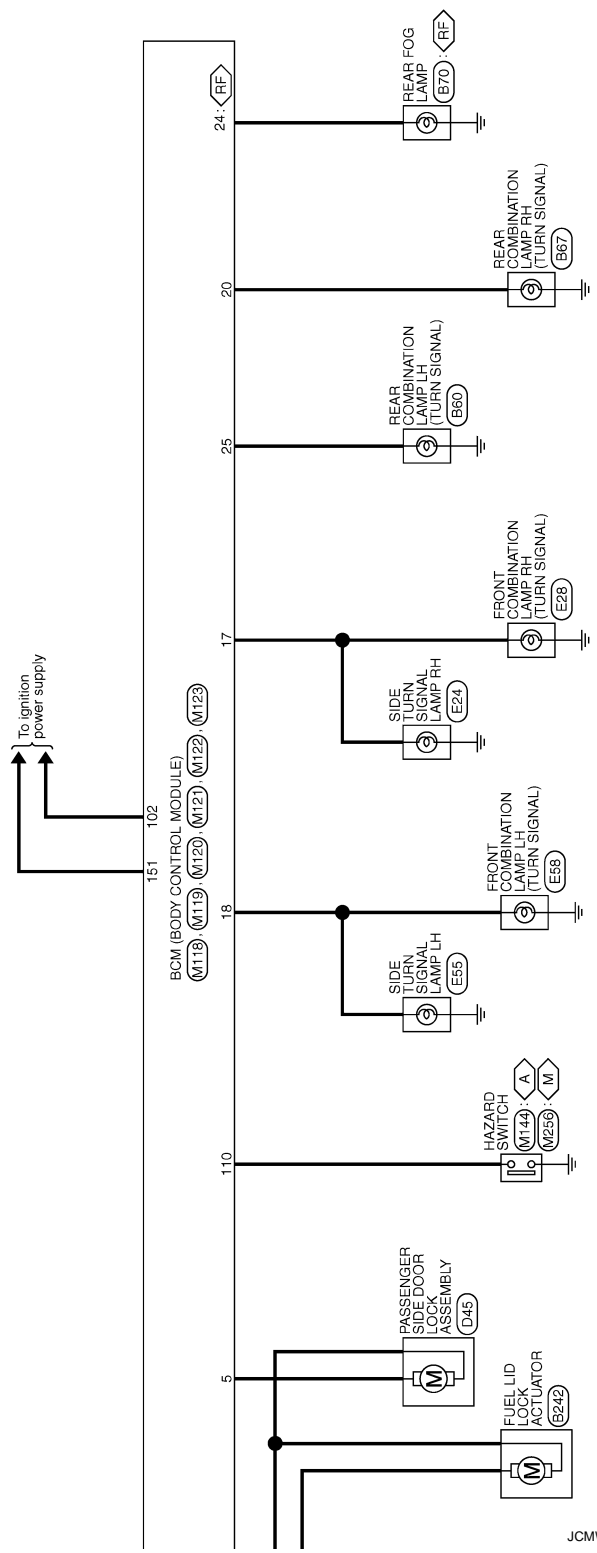 To ignition
power supply
151
102
BCM (BODY CONTROL MODULE)
M118 , M119 , M120 , M121 , M122 , M123
5
110
18
17
25
20
24 : RF
PASSENGER
SIDE DOOR
LOCK
ASSEMBLY
D45
M
FUEL LID
LOCK
ACTUATOR
B242
M
HAZARD
SWITCH
M144 : A
M256 : M
SIDE
TURN
SIGNAL
LAMP LH
E55
FRONT
COMBINATION
LAMP LH
(TURN SIGNAL)
E58
SIDE
TURN
SIGNAL
LAMP RH
E24
FRONT
COMBINATION
LAMP RH
(TURN SIGNAL)
E28
REAR
COMBINATION
LAMP LH
(TURN SIGNAL)
B60
REAR
COMBINATION
LAMP RH
(TURN SIGNAL)
B67
REAR FOG
LAMP
B70 : RF